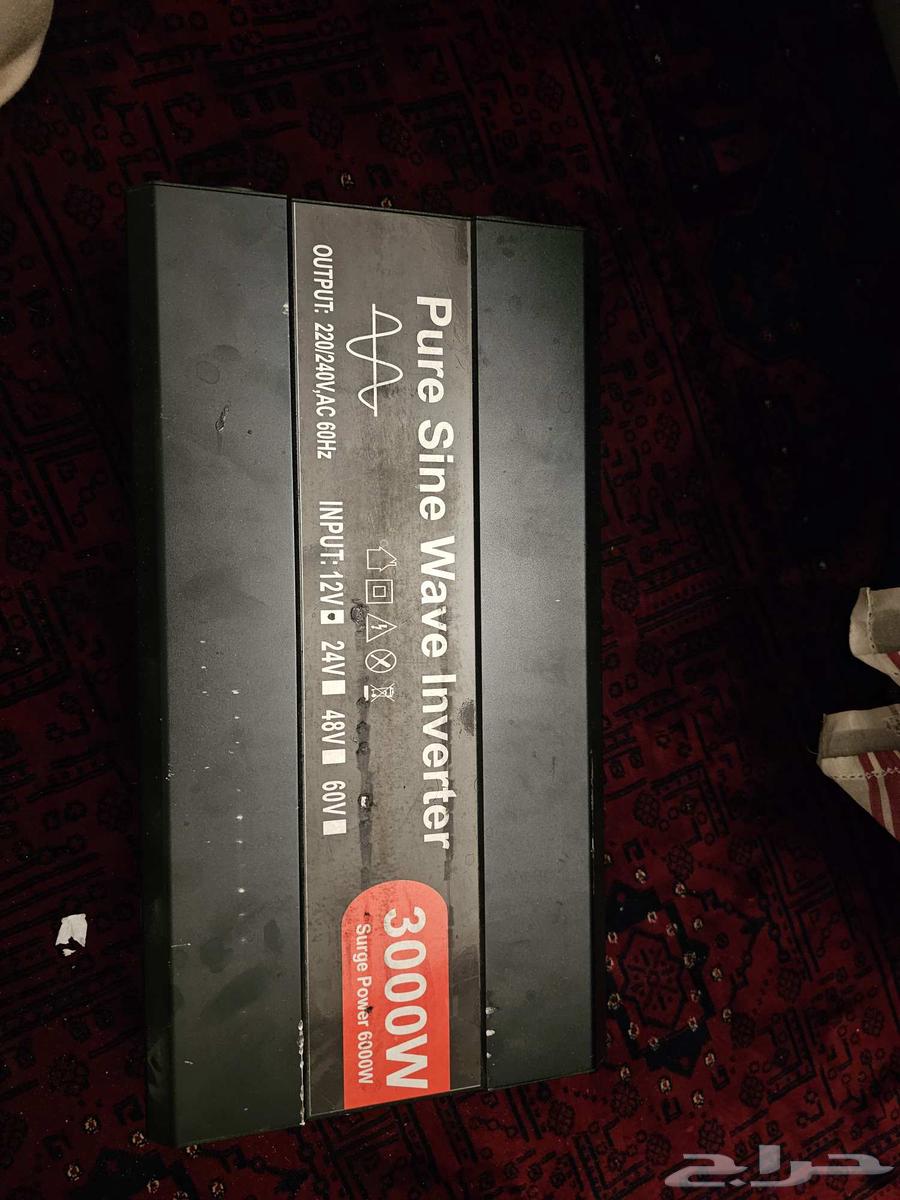 Pure Sine Wave Inverter
OUTPUT: 220/240V,AC 60Hz
INPUT: 12V 24V 48V 60V
3000W
Surge Power 6000W
حراج